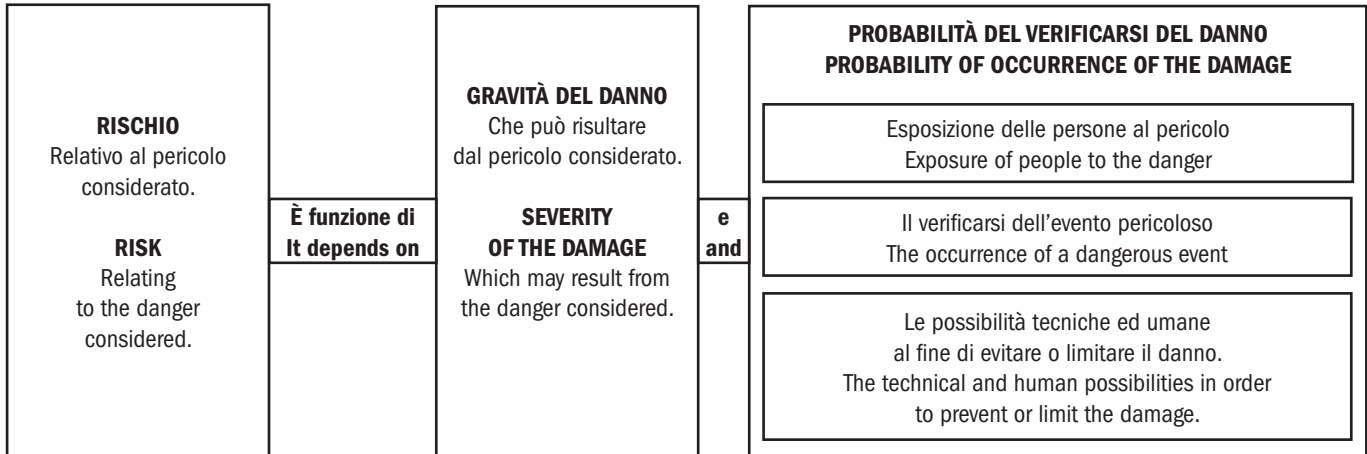 RISCHIO
Relativo al pericolo
considerato.
RISK
Relating
to the danger
considered.
È funzione di
It depends on
GRAVITÀ DEL DANNO
Che può risultare
dal pericolo considerato.
SEVERITY
OF THE DAMAGE
Which may result from
the danger considered.
e
and
PROBABILITÀ DEL VERIFICARSI DEL DANNO
PROBABILITY OF OCCURRENCE OF THE DAMAGE
Esposizione delle persone al pericolo
Exposure of people to the danger
Il verificarsi dell'evento pericoloso
The occurrence of a dangerous event
Le possibilità tecniche ed umane
al fine di evitare o limitare il danno.
The technical and human possibilities in order
to prevent or limit the damage.